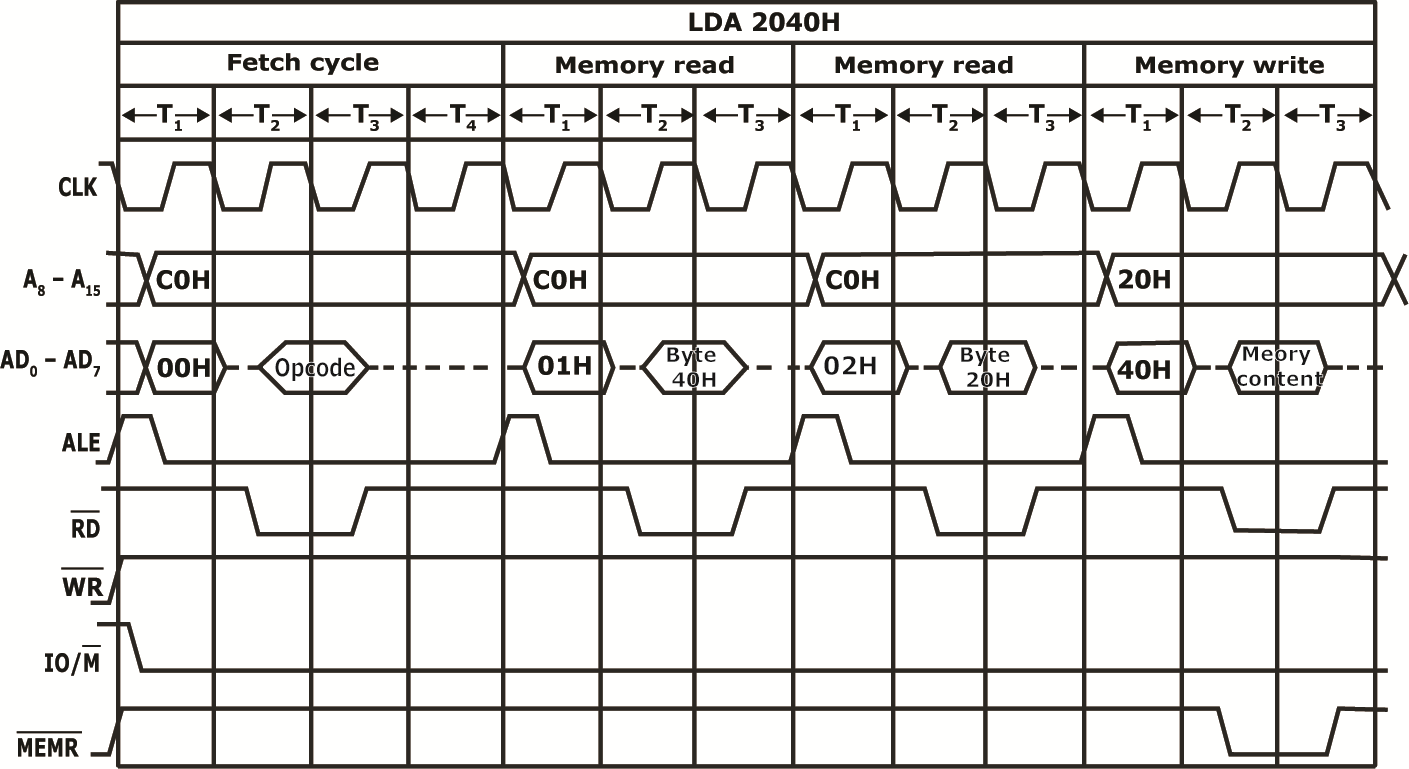 LDA 2040H
Fetch cycle Memory read Memory read Memory write
T1 T2 T3 T4 T1 T2 T3 T1 T2 T3 T1 T2 T3
CLK
A8 – A15 C0H C0H C0H 20H
AD0 – AD7 00H Opcode 01H Byte 40H 02H Byte 20H 40H Meory content
ALE
RD
WR
IO/M
MEMR